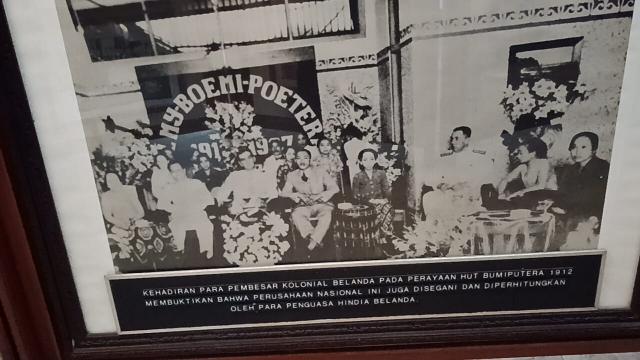 MY BOEMI-POETER
KEHADIRAN PARA PEMBESAR KOLONIAL BELANDA PADA PERAYAAN HUT BUMIPUTERA 1912
MEMBUKTIKAN BAHWA PERUSAHAAN NASIONAL INI JUGA DISEGANI DAN DIPERHITUNGKAN
OLEH PARA PENGUASA HINDIA BELANDA.